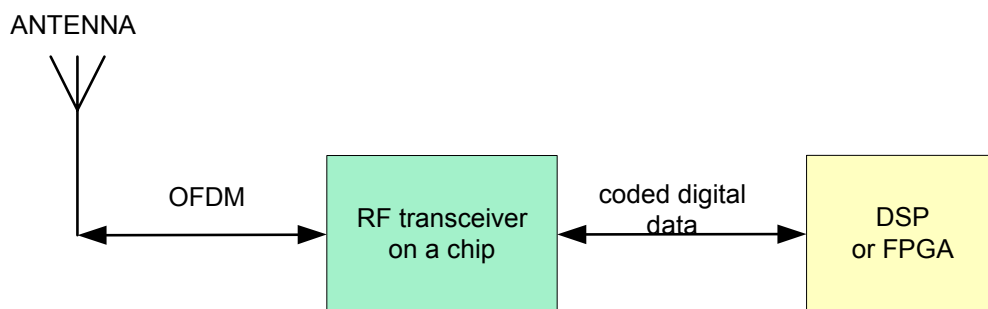 ANTENNA
OFDM
RF transceiver
on a chip
coded digital
data
DSP
or FPGA